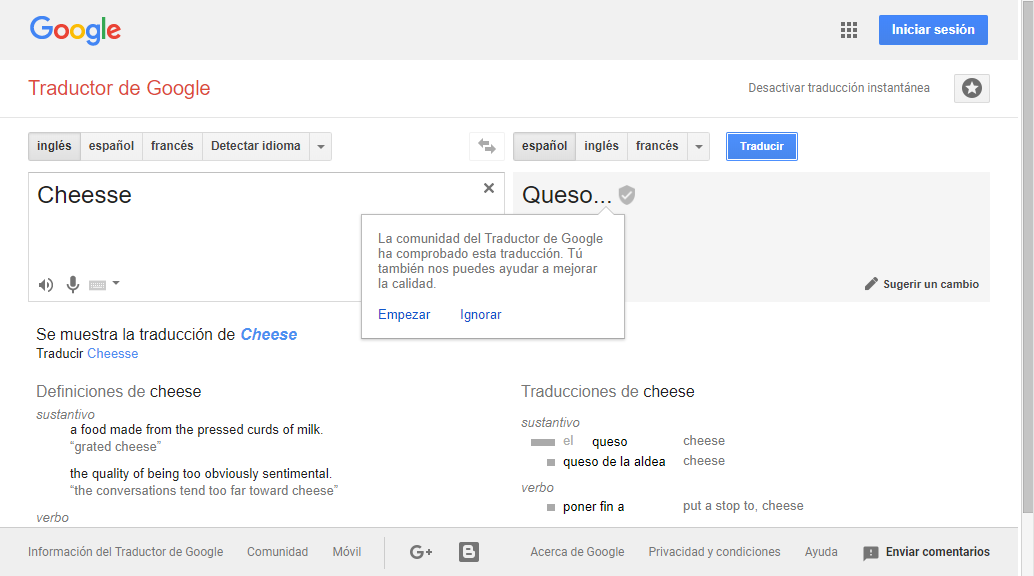 Google
Iniciar sesión
Traductor de Google
Desactivar traducción instantánea
inglés español francés Detectar idioma
español inglés francés Traducir
Cheesse
Queso...
La comunidad del Traductor de Google
ha comprobado esta traducción. Tú
también nos puedes ayudar a mejorar
la calidad.
Empezar Ignorar
Sugerir un cambio
Se muestra la traducción de Cheese
Traducir Cheesse
Definiciones de cheese
sustantivo
a food made from the pressed curds of milk.
“grated cheese”
the quality of being too obviously sentimental.
“the conversations tend too far toward cheese”
verbo
Traducciones de cheese
sustantivo
el queso cheese
queso de la aldea cheese
verbo
poner fin a put a stop to, cheese
Información del Traductor de Google Comunidad Móvil G+ Acerca de Google Privacidad y condiciones Ayuda Enviar comentarios